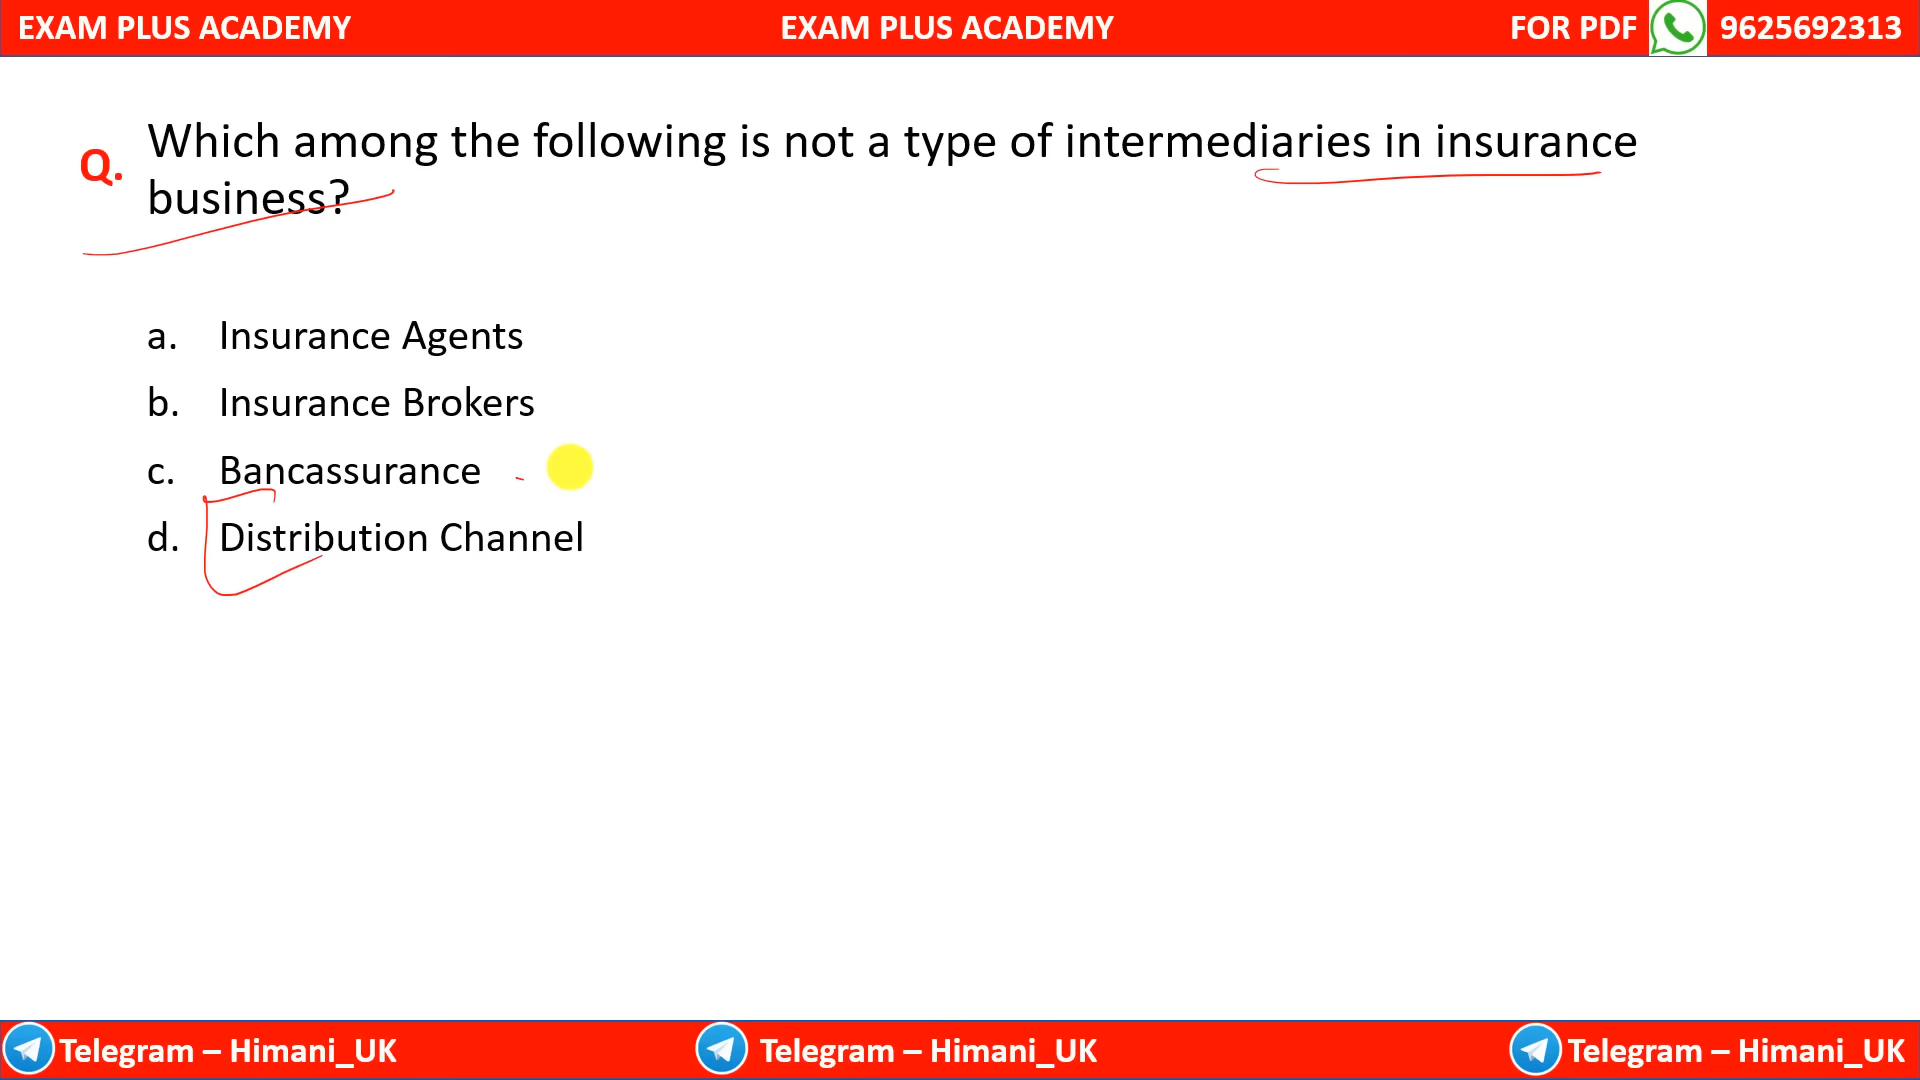 EXAM PLUS ACADEMY EXAM PLUS ACADEMY FOR PDF 9625692313
Q. Which among the following is not a type of intermediaries in insurance
business?
a. Insurance Agents
b. Insurance Brokers
c. Bancassurance
d. Distribution Channel
Telegram – Himani_UK Telegram – Himani_UK Telegram – Himani_UK